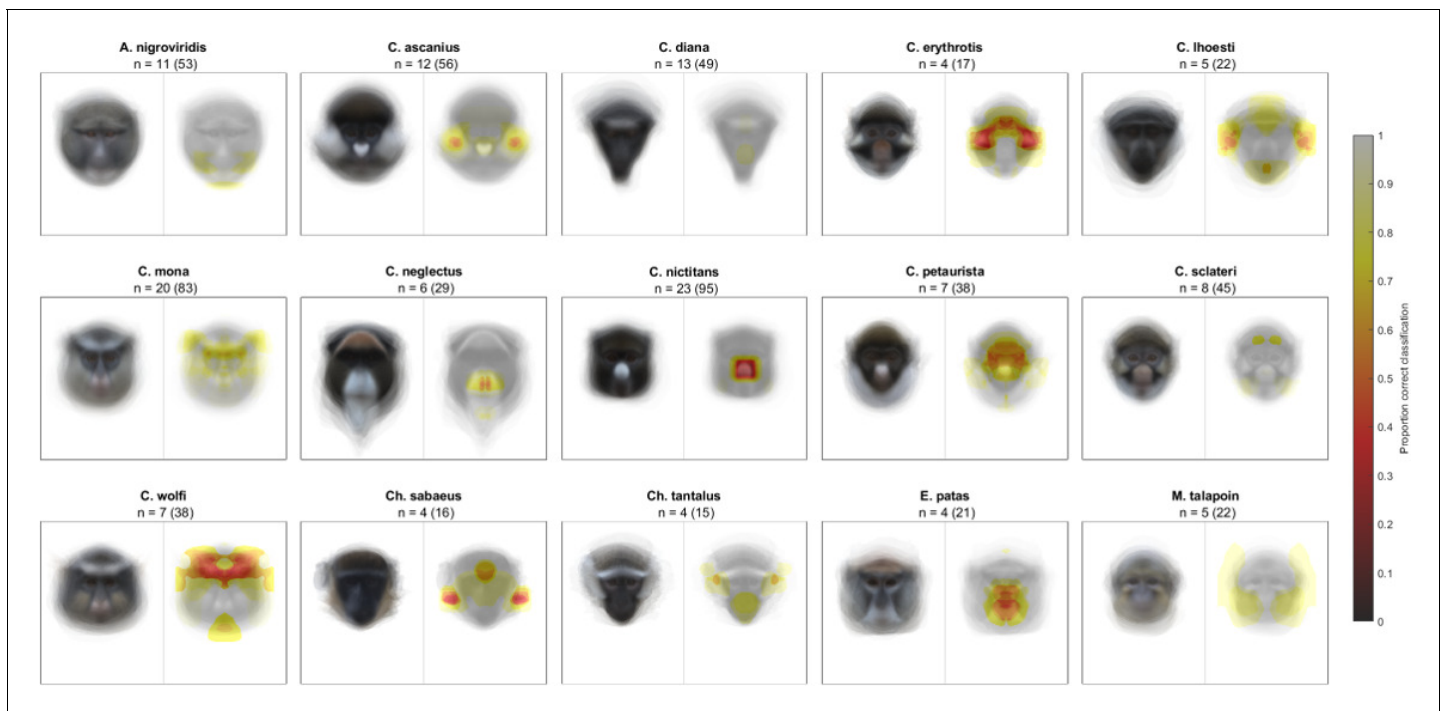 A. nigroviridis
n = 11 (53)
C. ascanius
n = 12 (56)
C. diana
n = 13 (49)
C. erythrotis
n = 4 (17)
C. lhoesti
n = 5 (22)
C. mona
n = 20 (83)
C. neglectus
n = 6 (29)
C. nictitans
n = 23 (95)
C. petaurista
n = 7 (38)
C. sclateri
n = 8 (45)
C. wolfi
n = 7 (38)
Ch. sabaeus
n = 4 (16)
Ch. tantalus
n = 4 (15)
E. patas
n = 4 (21)
M. talapoin
n = 5 (22)
1
0.9
0.8
0.7
0.6
0.5
0.4
0.3
0.2
0.1
0
Proportion correct classification